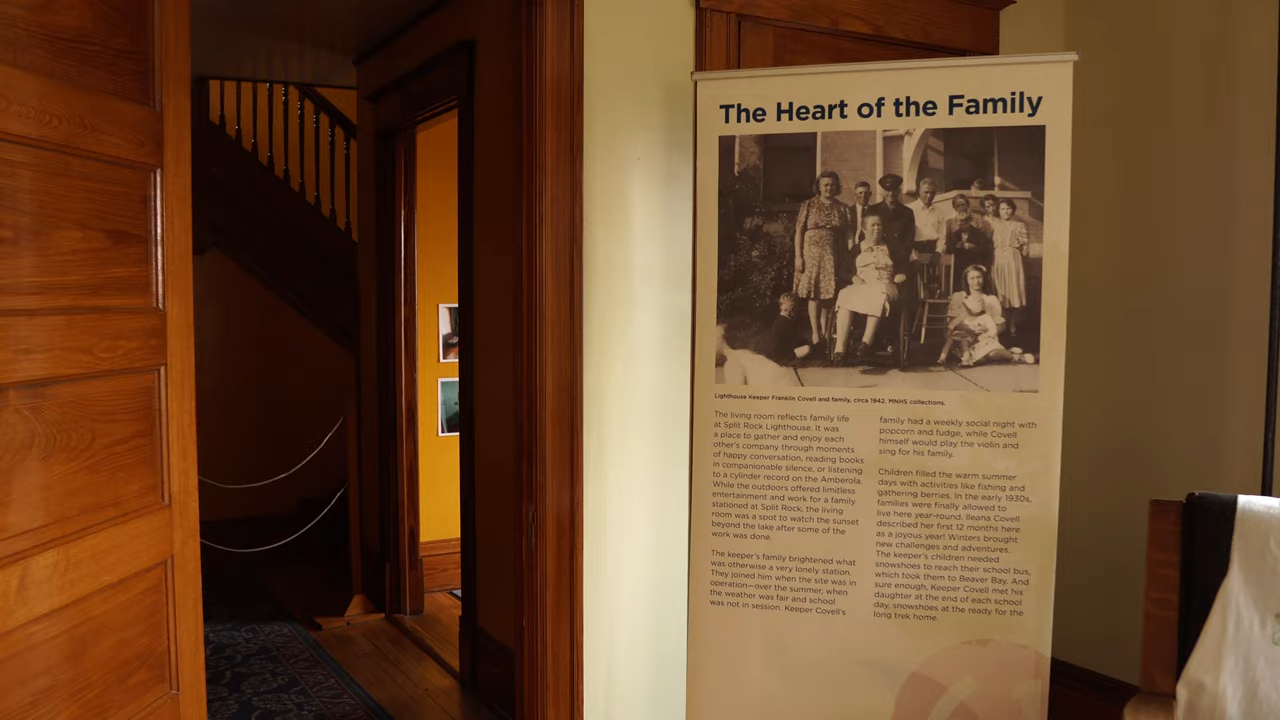 The Heart of the Family
Lighthouse Keeper Franklin Covell and family, circa 1942. MNHS collections.
The living room reflects family life
at Split Rock Lighthouse. It was
a place to gather and enjoy each
other's company through moments
of happy conversation, reading books
in companionable silence, or listening
to a cylinder record on the Amberola.
While the outdoors offered limitless
entertainment and work for a family
stationed at Split Rock, the living
room was a spot to watch the sunset
beyond the lake after some of the
work was done.
The keeper's family brightened what
was otherwise a very lonely station.
They joined him when the site was in
operation—over the summer, when
the weather was fair and school
was not in session. Keeper Covell's
family had a weekly social night with
popcorn and fudge, while Covell
himself would play the violin and
sing for his family.
Children filled the warm summer
days with activities like fishing and
gathering berries. In the early 1930s,
families were finally allowed to
live here year-round. Ileana Covell
described her first 12 months here
as a joyous year! Winters brought
new challenges and adventures.
The keeper's children needed
snowshoes to reach their school bus,
which took them to Beaver Bay. And
sure enough, Keeper Covell met his
daughter at the end of each school
day, snowshoes at the ready for the
long trek home.